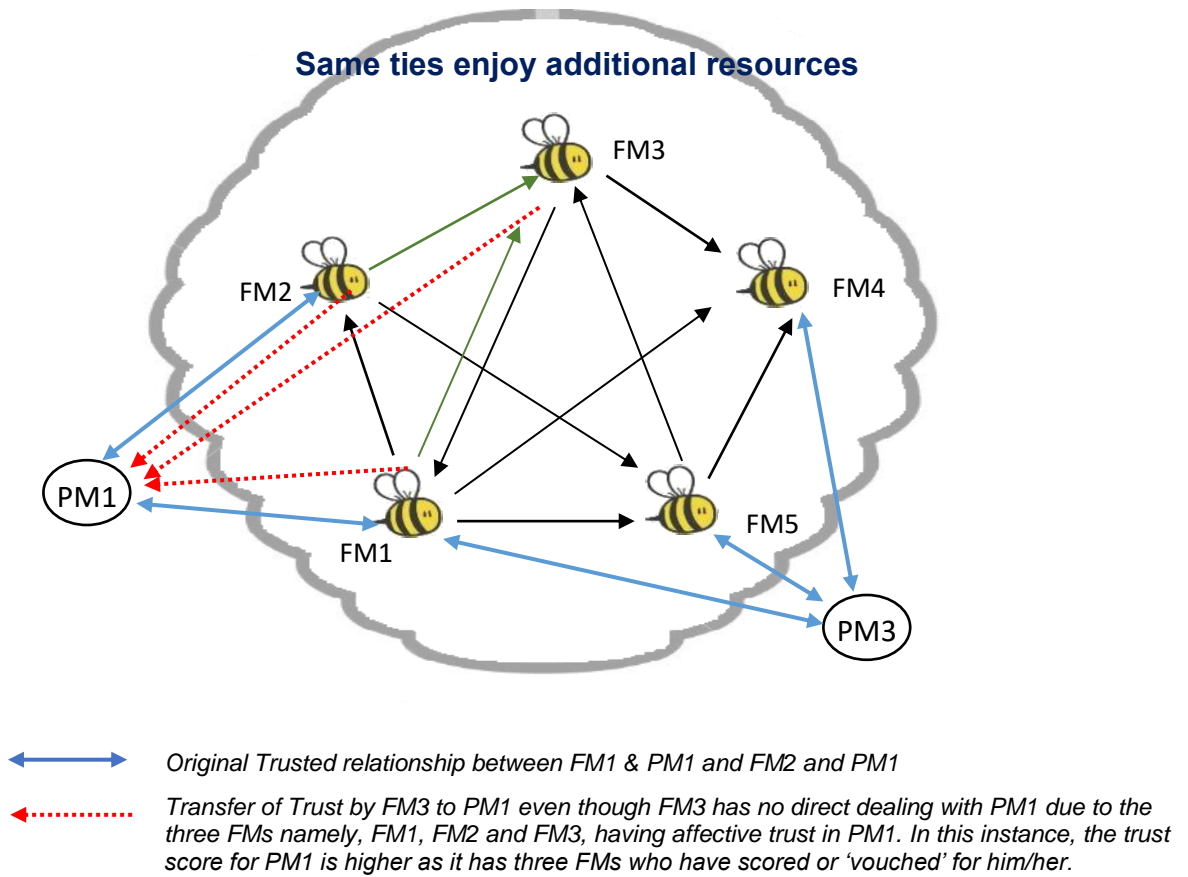 Same ties enjoy additional resources
FM3
FM2
FM4
PM1
FM1
FM5
PM3
Original Trusted relationship between FM1 & PM1 and FM2 and PM1
Transfer of Trust by FM3 to PM1 even though FM3 has no direct dealing with PM1 due to the
three FMs namely, FM1, FM2 and FM3, having affective trust in PM1. In this instance, the trust
score for PM1 is higher as it has three FMs who have scored or ‘vouched’ for him/her.